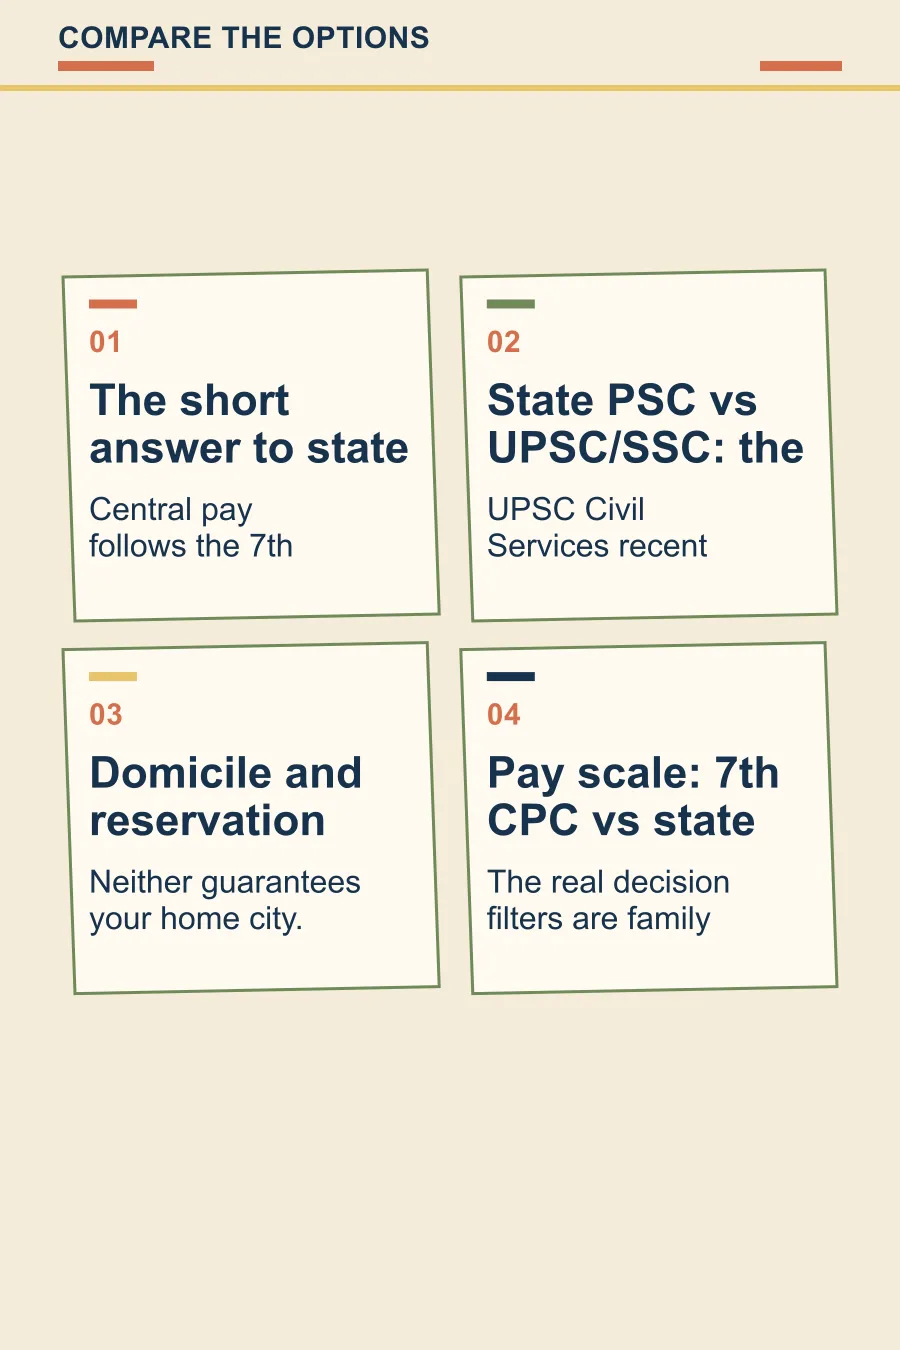 COMPARE THE OPTIONS
01
The short
answer to state
Central pay
follows the 7th
02
State PSC vs
UPSC/SSC: the
UPSC Civil
Services recent
03
Domicile and
reservation
Neither guarantees
your home city.
04
Pay scale: 7th
CPC vs state
The real decision
filters are family